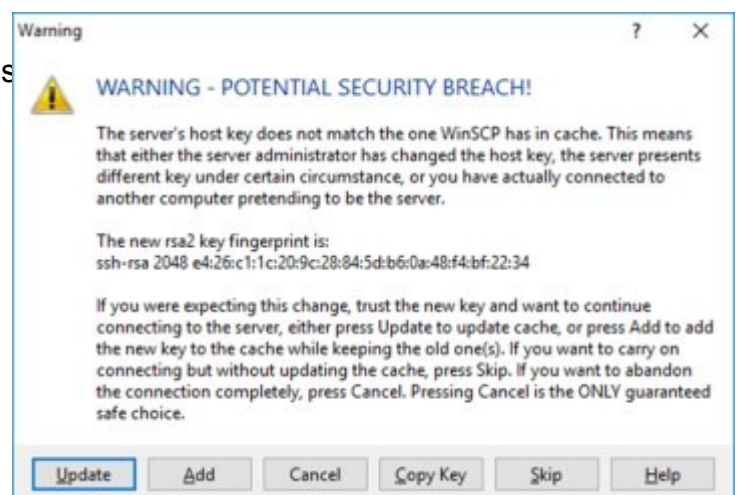 Warning ? X
s
WARNING - POTENTIAL SECURITY BREACH!
The server's host key does not match the one WinSCP has in cache. This means
that either the server administrator has changed the host key, the server presents
different key under certain circumstance, or you have actually connected to
another computer pretending to be the server.
The new rsa2 key fingerprint is:
ssh-rsa 2048 e4:26:c1:1c:20:9c:28:84:5d:b6:0a:48:f4:bf:22:34
If you were expecting this change, trust the new key and want to continue
connecting to the server, either press Update to update cache, or press Add to add
the new key to the cache while keeping the old one(s). If you want to carry on
connecting but without updating the cache, press Skip. If you want to abandon
the connection completely, press Cancel. Pressing Cancel is the ONLY guaranteed
safe choice.
Update Add Cancel Copy Key Skip Help